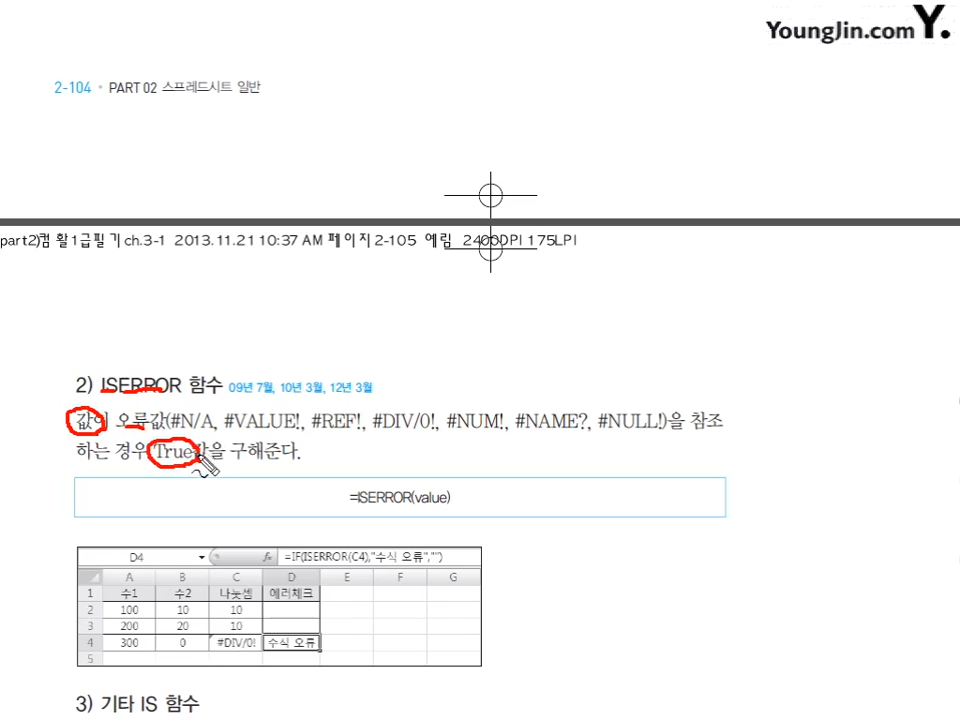 YoungJin.com Y.
2-104 • PART 02 스프레드시트 일반
part2)컴활1급필기ch.3-1 2013.11.21 10:37 AM 페이지2-105 예림 2400DPI 175LPI
2) ISERROR 함수 09년 7월, 10년 3월, 12년 3월
값이 오류값(#N/A, #VALUE!, #REF!, #DIV/0!, #NUM!, #NAME?, #NULL!)을 참조
하는 경우 True값을 구해준다.
=ISERROR(value)
D4 fx =IF(ISERROR(C4),"수식 오류","")
A B C D E F G
1 수1 수2 나눗셈 에러체크
2 100 10 10
3 200 20 10
4 300 0 #DIV/0! 수식 오류
5
3) 기타 IS 함수